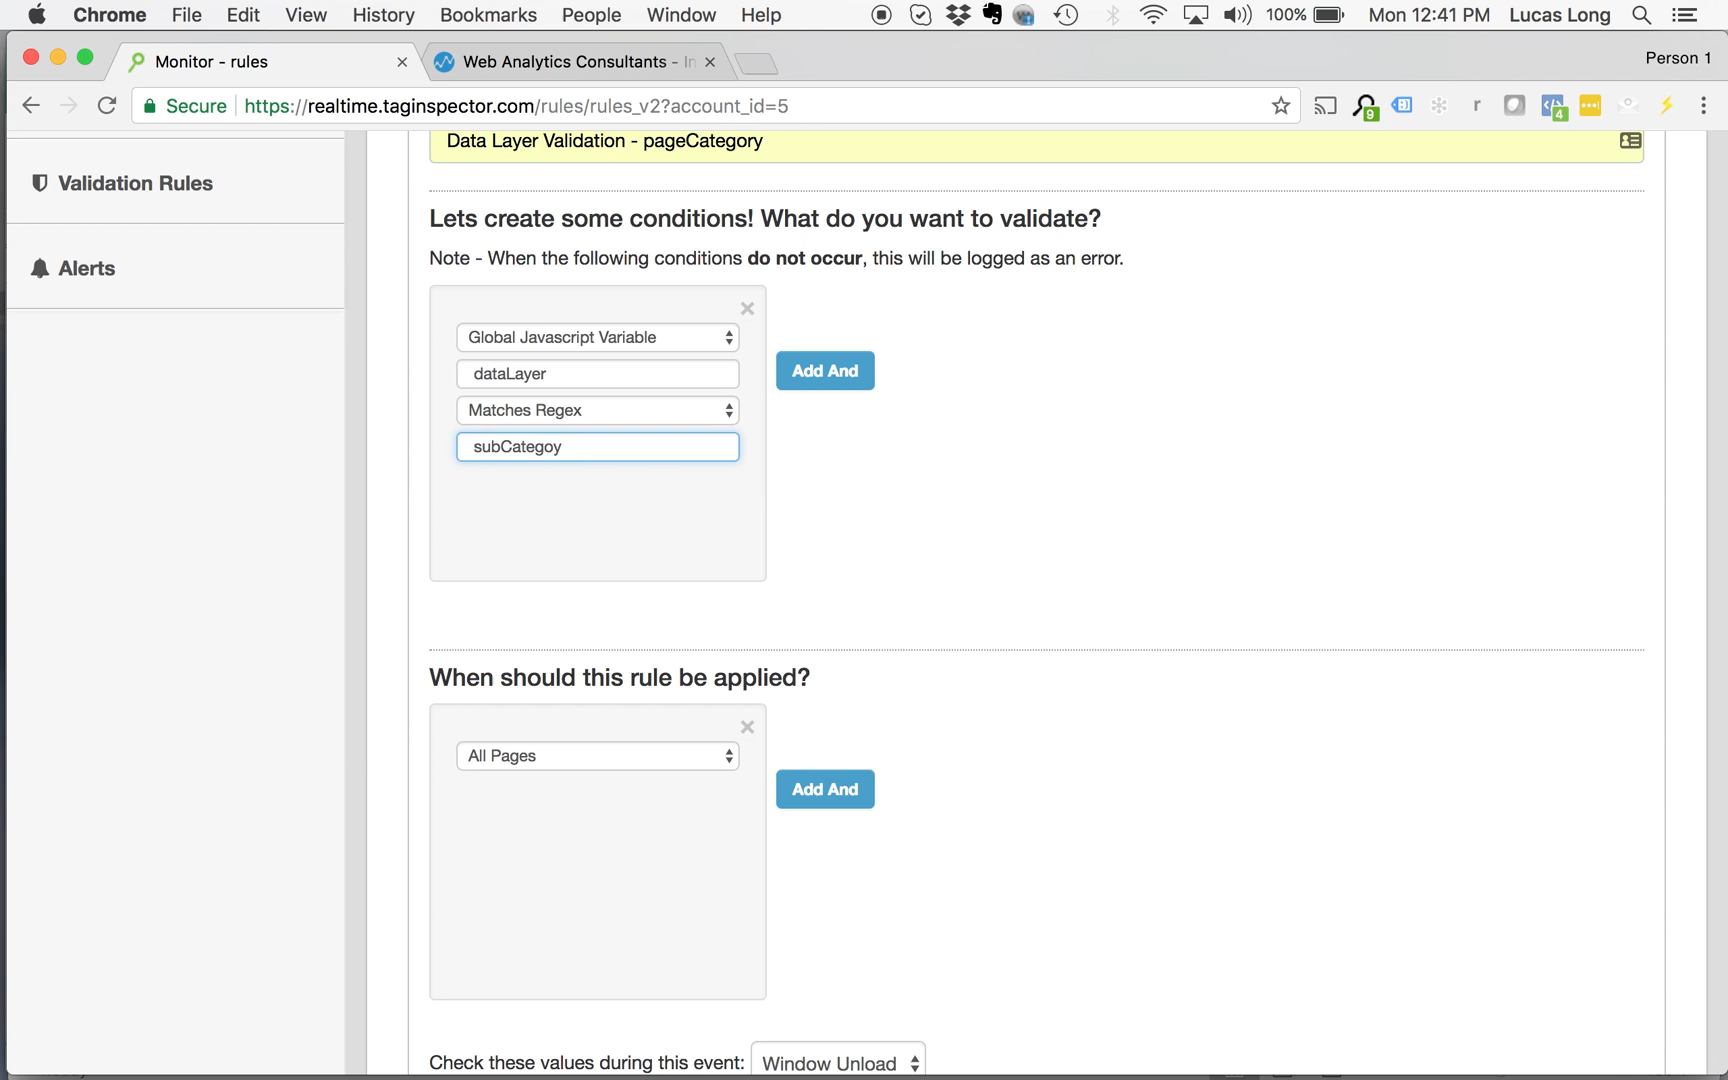 Chrome File Edit View History Bookmarks People Window Help 100% Mon 12:41 PM Lucas Long
Monitor - rules Web Analytics Consultants - In Person 1
Secure https://realtime.taginspector.com/rules/rules_v2?account_id=5 9 r 4
Data Layer Validation - pageCategory
Validation Rules
Alerts
Lets create some conditions! What do you want to validate?
Note - When the following conditions do not occur, this will be logged as an error.
Global Javascript Variable
dataLayer
Matches Regex
subCategoy
Add And
When should this rule be applied?
All Pages
Add And
Check these values during this event: Window Unload